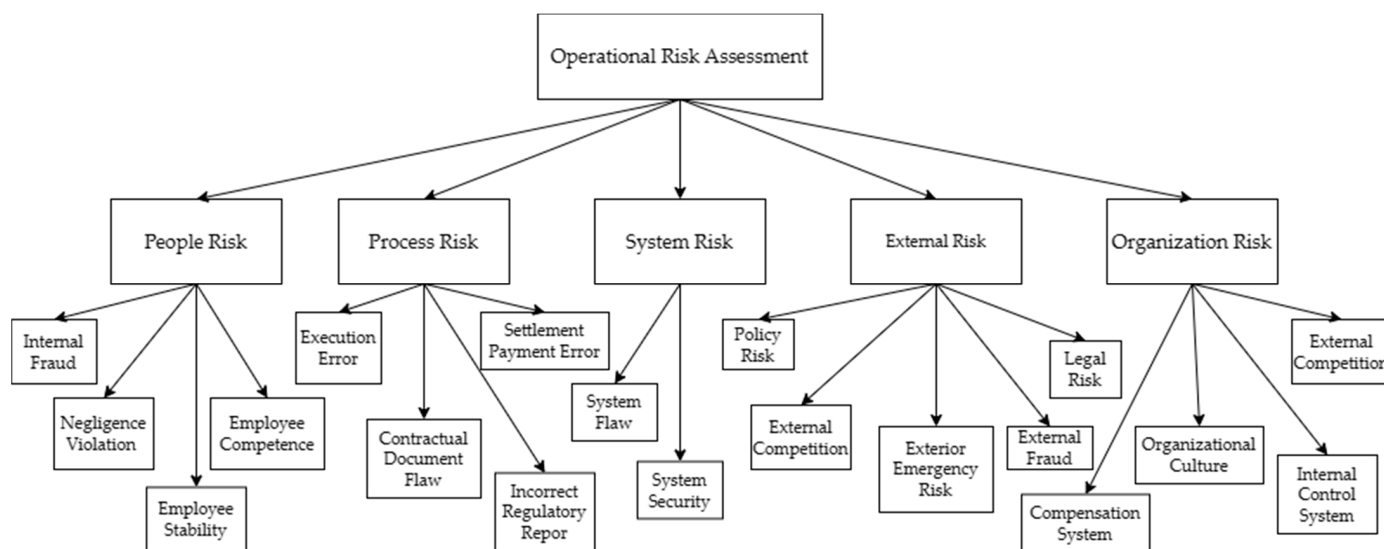 Operational Risk Assessment
People Risk
Process Risk
System Risk
External Risk
Organization Risk
Internal
Fraud
Negligence
Violation
Employee
Stability
Employee
Competence
Execution
Error
Contractual
Document
Flaw
Incorrect
Regulatory
Repor
Settlement
Payment Error
System
Flaw
System
Security
Policy
Risk
External
Competition
Exterior
Emergency
Risk
External
Fraud
Legal
Risk
Compensation
System
Organizational
Culture
Internal
Control
System
External
Competition